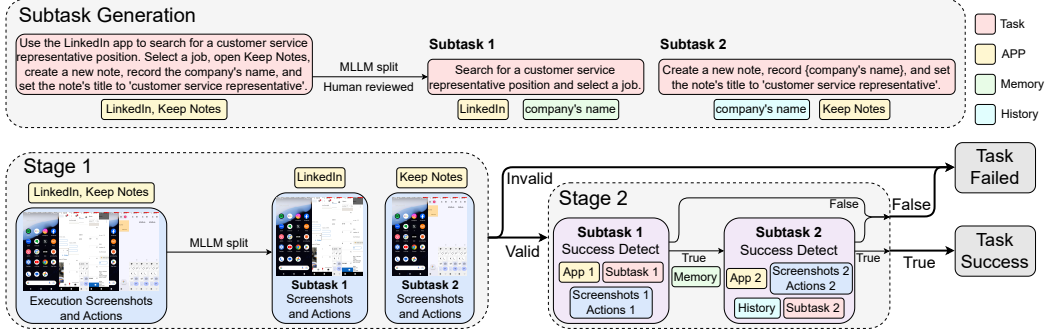 Subtask Generation
Use the LinkedIn app to search for a customer service
representative position. Select a job, open Keep Notes,
create a new note, record the company's name, and
set the note's title to 'customer service representative'.
LinkedIn, Keep Notes
MLLM split
Human reviewed
Subtask 1
Search for a customer service
representative position and select a job.
LinkedIn
company's name
Subtask 2
Create a new note, record {company's name}, and set
the note's title to 'customer service representative'.
company's name
Keep Notes
Task
APP
Memory
History
Stage 1
LinkedIn, Keep Notes
Execution Screenshots
and Actions
MLLM split
LinkedIn
Subtask 1
Screenshots
and Actions
Keep Notes
Subtask 2
Screenshots
and Actions
Invalid
Valid
Stage 2
Subtask 1
Success Detect
App 1
Subtask 1
Screenshots 1
Actions 1
True
Memory
Subtask 2
Success Detect
App 2
Screenshots 2
Actions 2
History
Subtask 2
False
True
False
True
Task
Failed
Task
Success